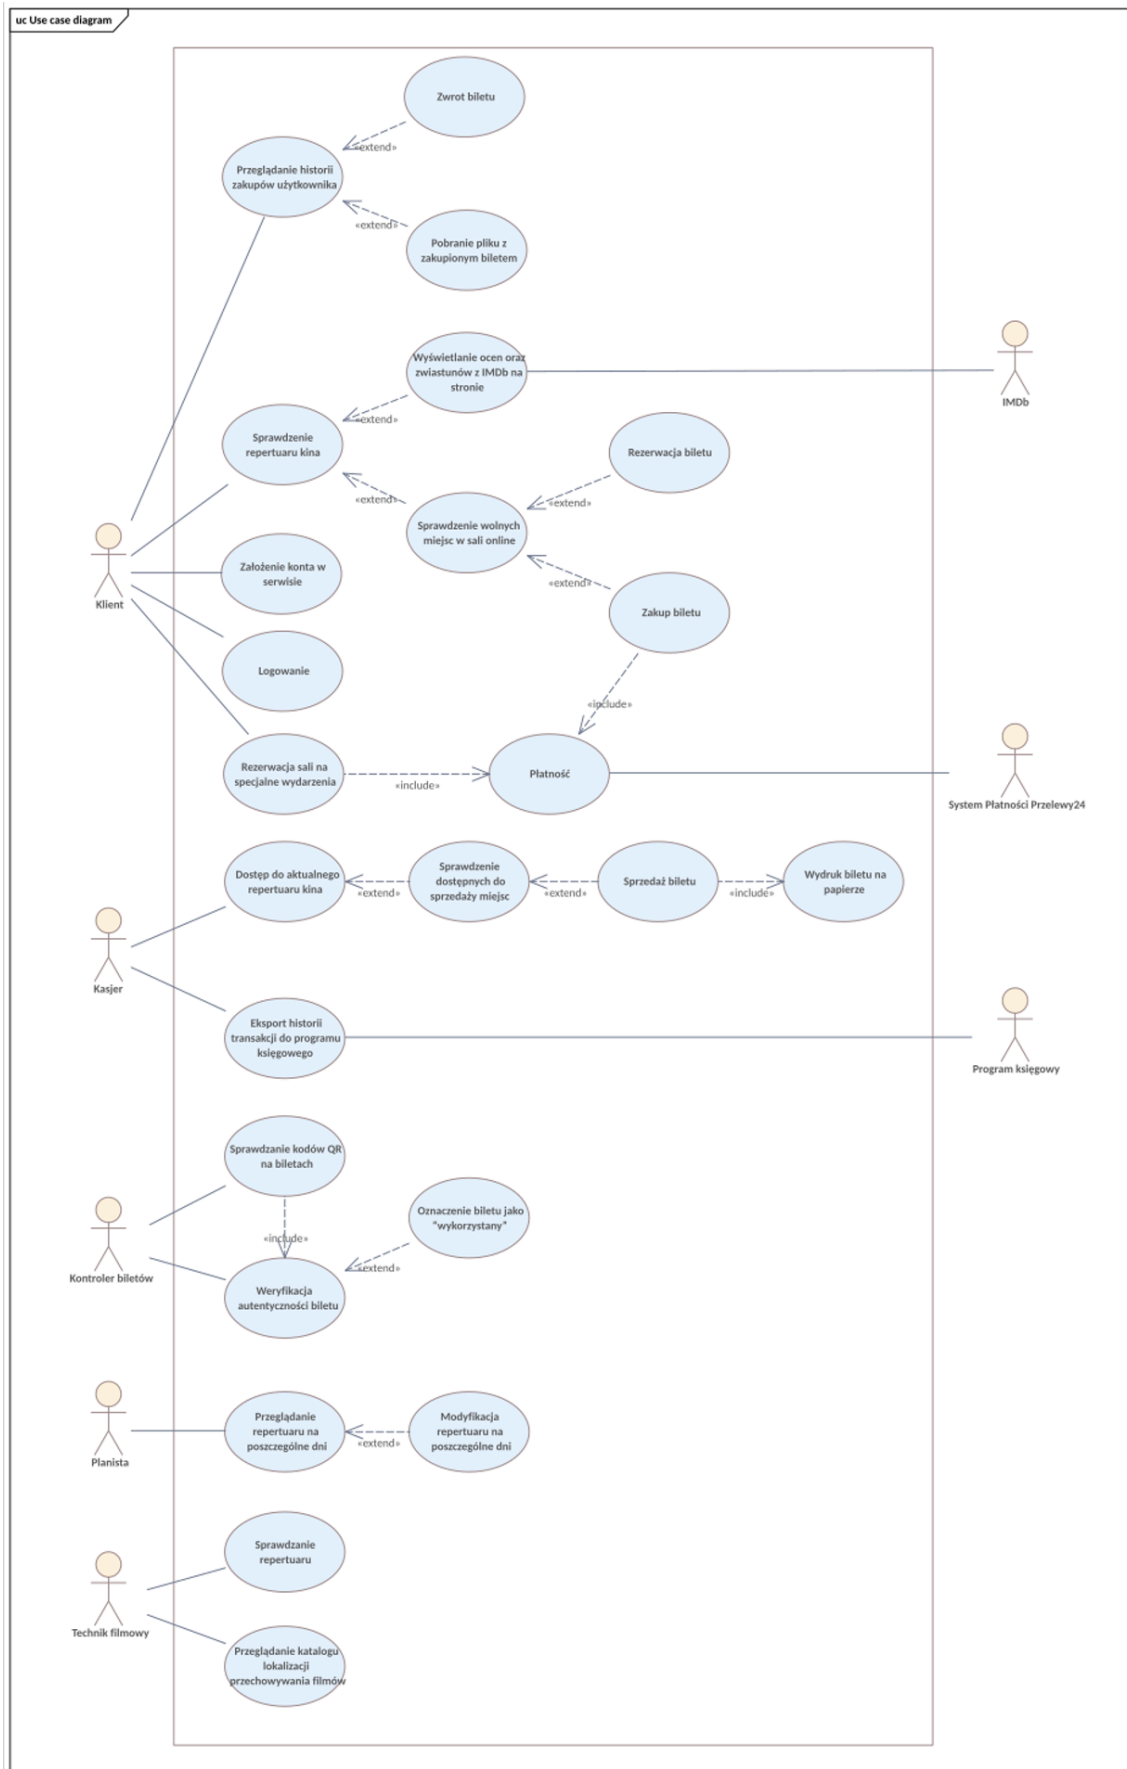 uc Use case diagram
Zwrot biletu
«extend»
Przeglądanie historii
zakupów użytkownika
«extend»
Pobranie pliku z
zakupionym biletem
Wyświetlanie ocen oraz
zwiastunów z IMDb na
stronie
IMDb
«extend»
Sprawdzenie
repertuaru kina
Rezerwacja biletu
«extend»
«extend»
Sprawdzenie wolnych
miejsc w sali online
Założenie konta w
serwisie
«extend»
Klient
Zakup biletu
Logowanie
«include»
Rezerwacja sali na
specjalne wydarzenia
«include»
Płatność
System Płatności Przelewy24
Dostęp do aktualnego
repertuaru kina
«extend»
Sprawdzenie
dostępnych do
sprzedaży miejsc
«extend»
Sprzedaż biletu
«include»
Wydruk biletu na
papierze
Kasjer
Eksport historii
transakcji do programu
księgowego
Program księgowy
Sprawdzanie kodów QR
na biletach
Oznaczenie biletu jako
"wykorzystany"
«include»
«extend»
Kontroler biletów
Weryfikacja
autentyczności biletu
Przeglądanie
repertuaru na
poszczególne dni
«extend»
Modyfikacja
repertuaru na
poszczególne dni
Planista
Sprawdzanie
repertuaru
Technik filmowy
Przeglądanie katalogu
lokalizacji
przechowywania filmów